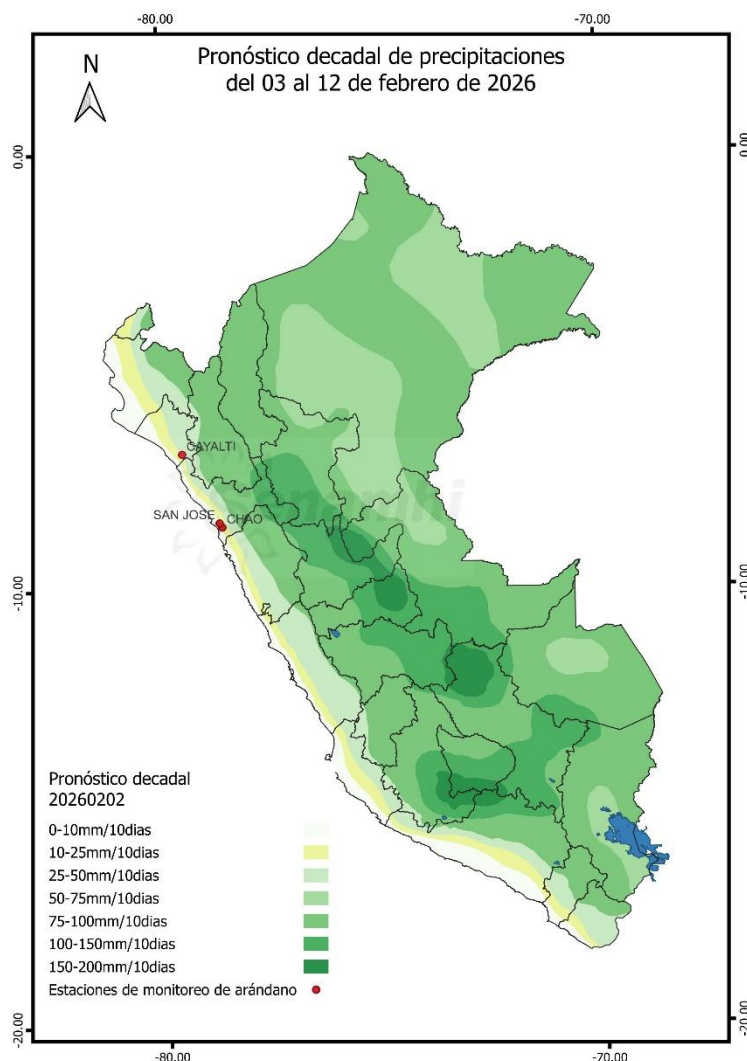 -80.00
-70.00
Pronóstico decadal de precipitaciones
del 03 al 12 de febrero de 2026
N
0.00
0.00
CAYALTI
Senamhi
SAN JOSE
CHAO
-10.00
-10.00
Pronóstico decadal
20260202
0-10mm/10dias
10-25mm/10dias
25-50mm/10dias
50-75mm/10dias
75-100mm/10dias
100-150mm/10dias
150-200mm/10dias
Estaciones de monitoreo de arándano
-20.00
-20.00
-80.00
-70.00